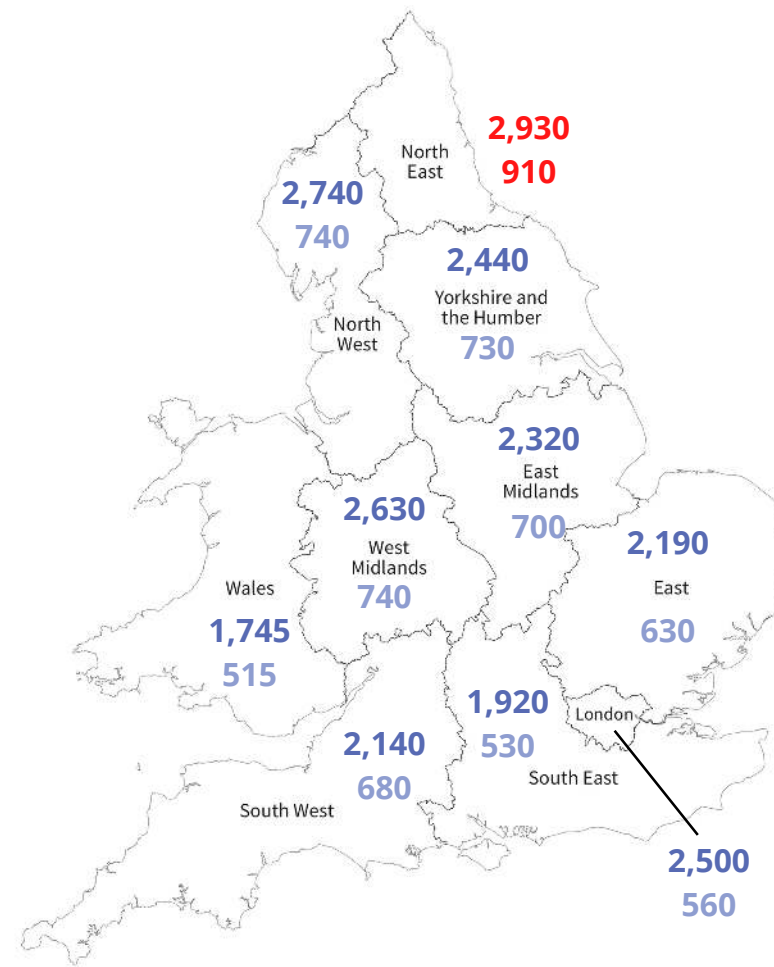 2,930
910
North
East
2,740
740
North
West
2,440
Yorkshire and
the Humber
730
2,320
East
Midlands
700
2,630
West
Midlands
740
2,190
East
630
Wales
1,745
515
1,920
530
South East
London
2,500
560
2,140
680
South West